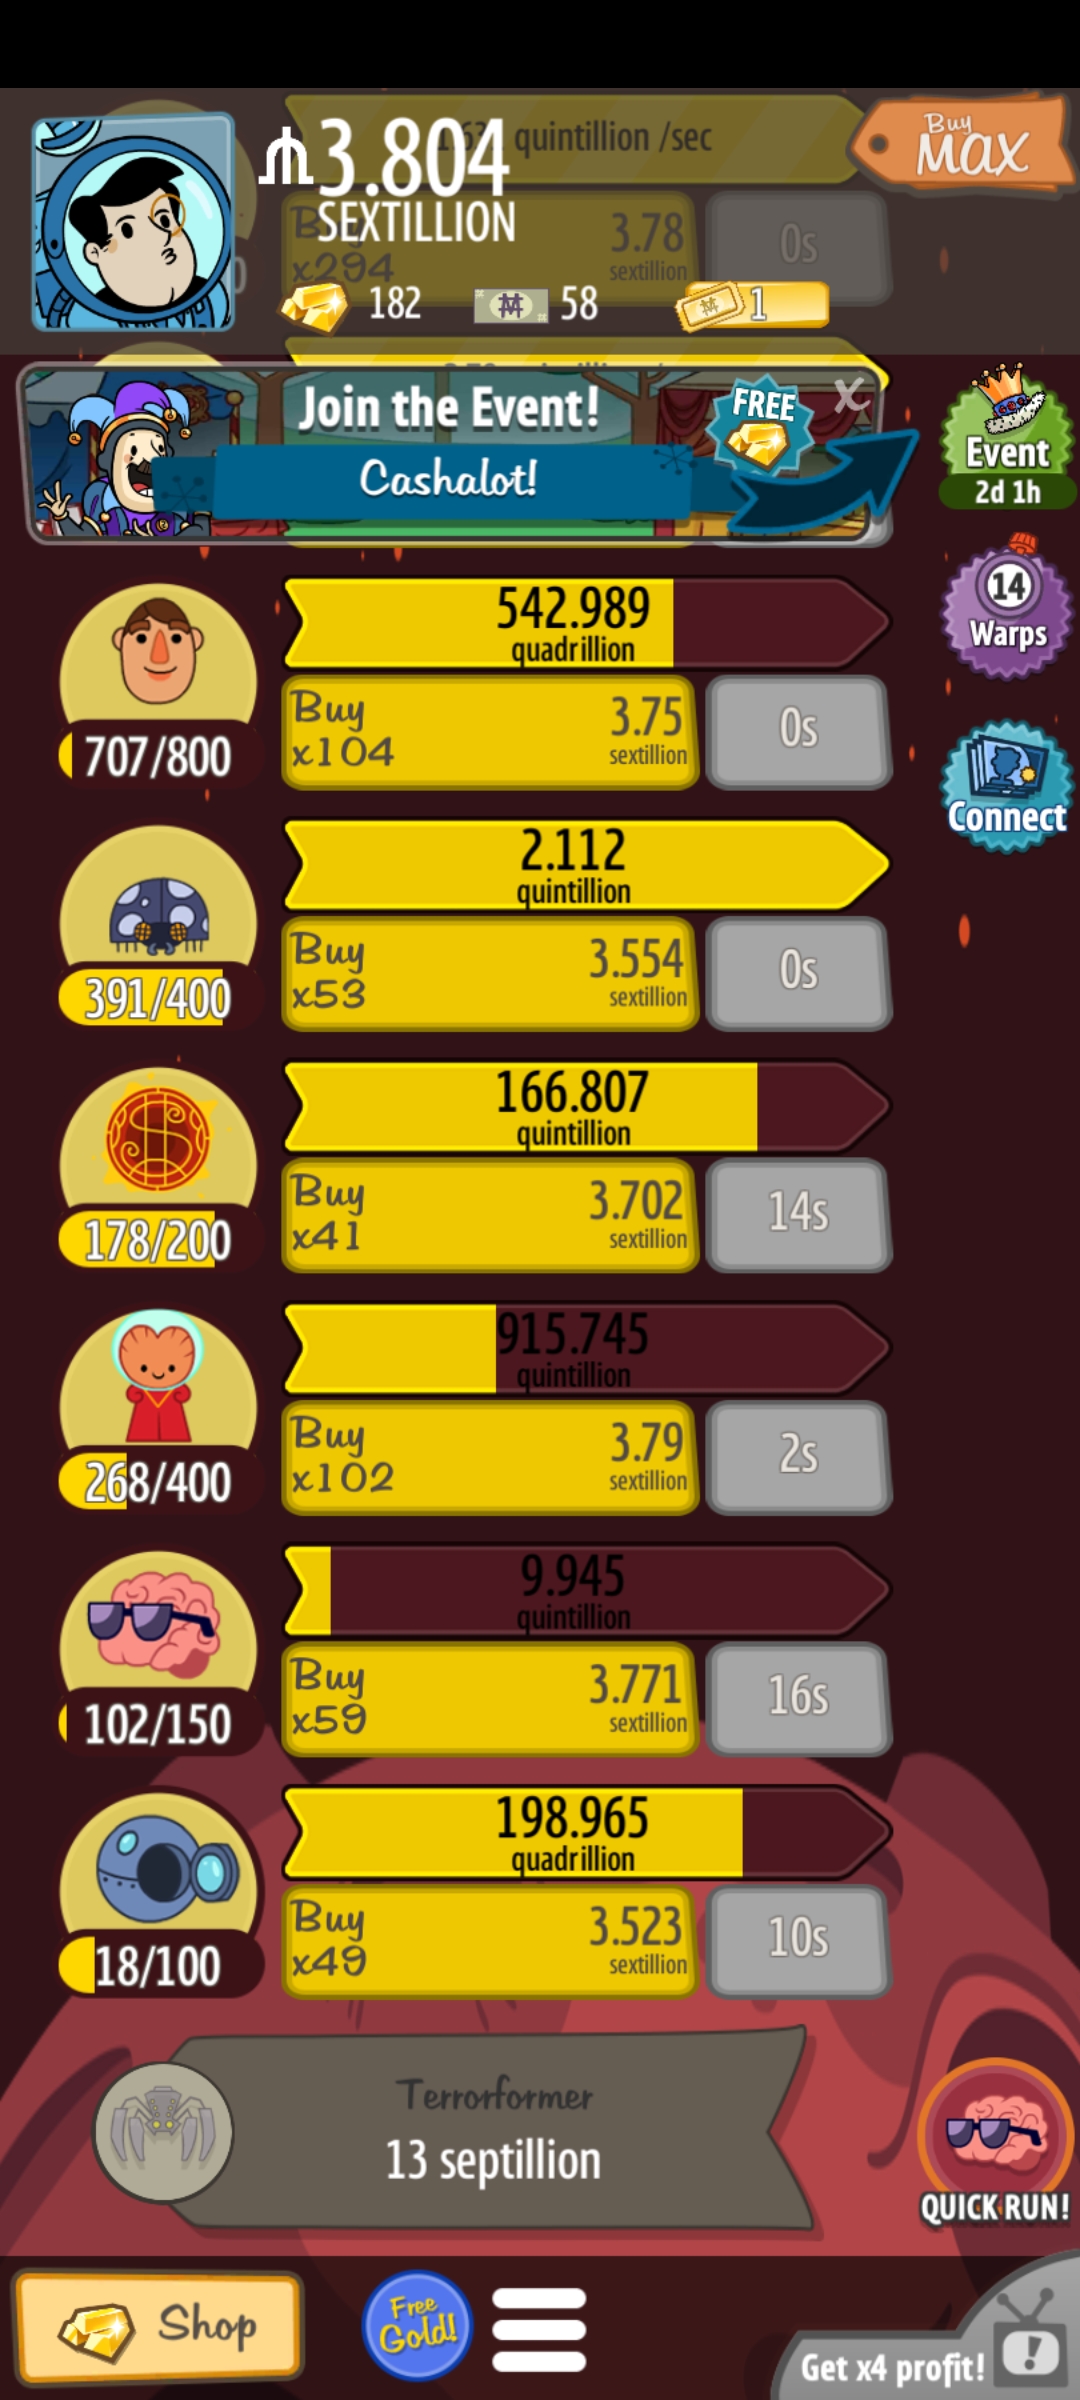 quintillion /sec
Buy
MAX
3.804
SEXTILLION
3.78
0s
x294
sextillion
182
58
1
Join the Event!
FREE
X
Cashalot!
Event
2d 1h
542.989
quadrillion
14
Warps
Buy
3.75
0s
x104
sextillion
707/800
Connect
2.112
quintillion
Buy
3.554
0s
x53
sextillion
391/400
166.807
quintillion
Buy
3.702
14s
x41
sextillion
178/200
915.745
quintillion
Buy
3.79
2s
x102
sextillion
268/400
9.945
quintillion
Buy
3.771
16s
x59
sextillion
102/150
198.965
quadrillion
Buy
3.523
10s
x49
sextillion
18/100
Terrorformer
13 septillion
QUICK RUN!
Shop
Free
Gold!
Get x4 profit!